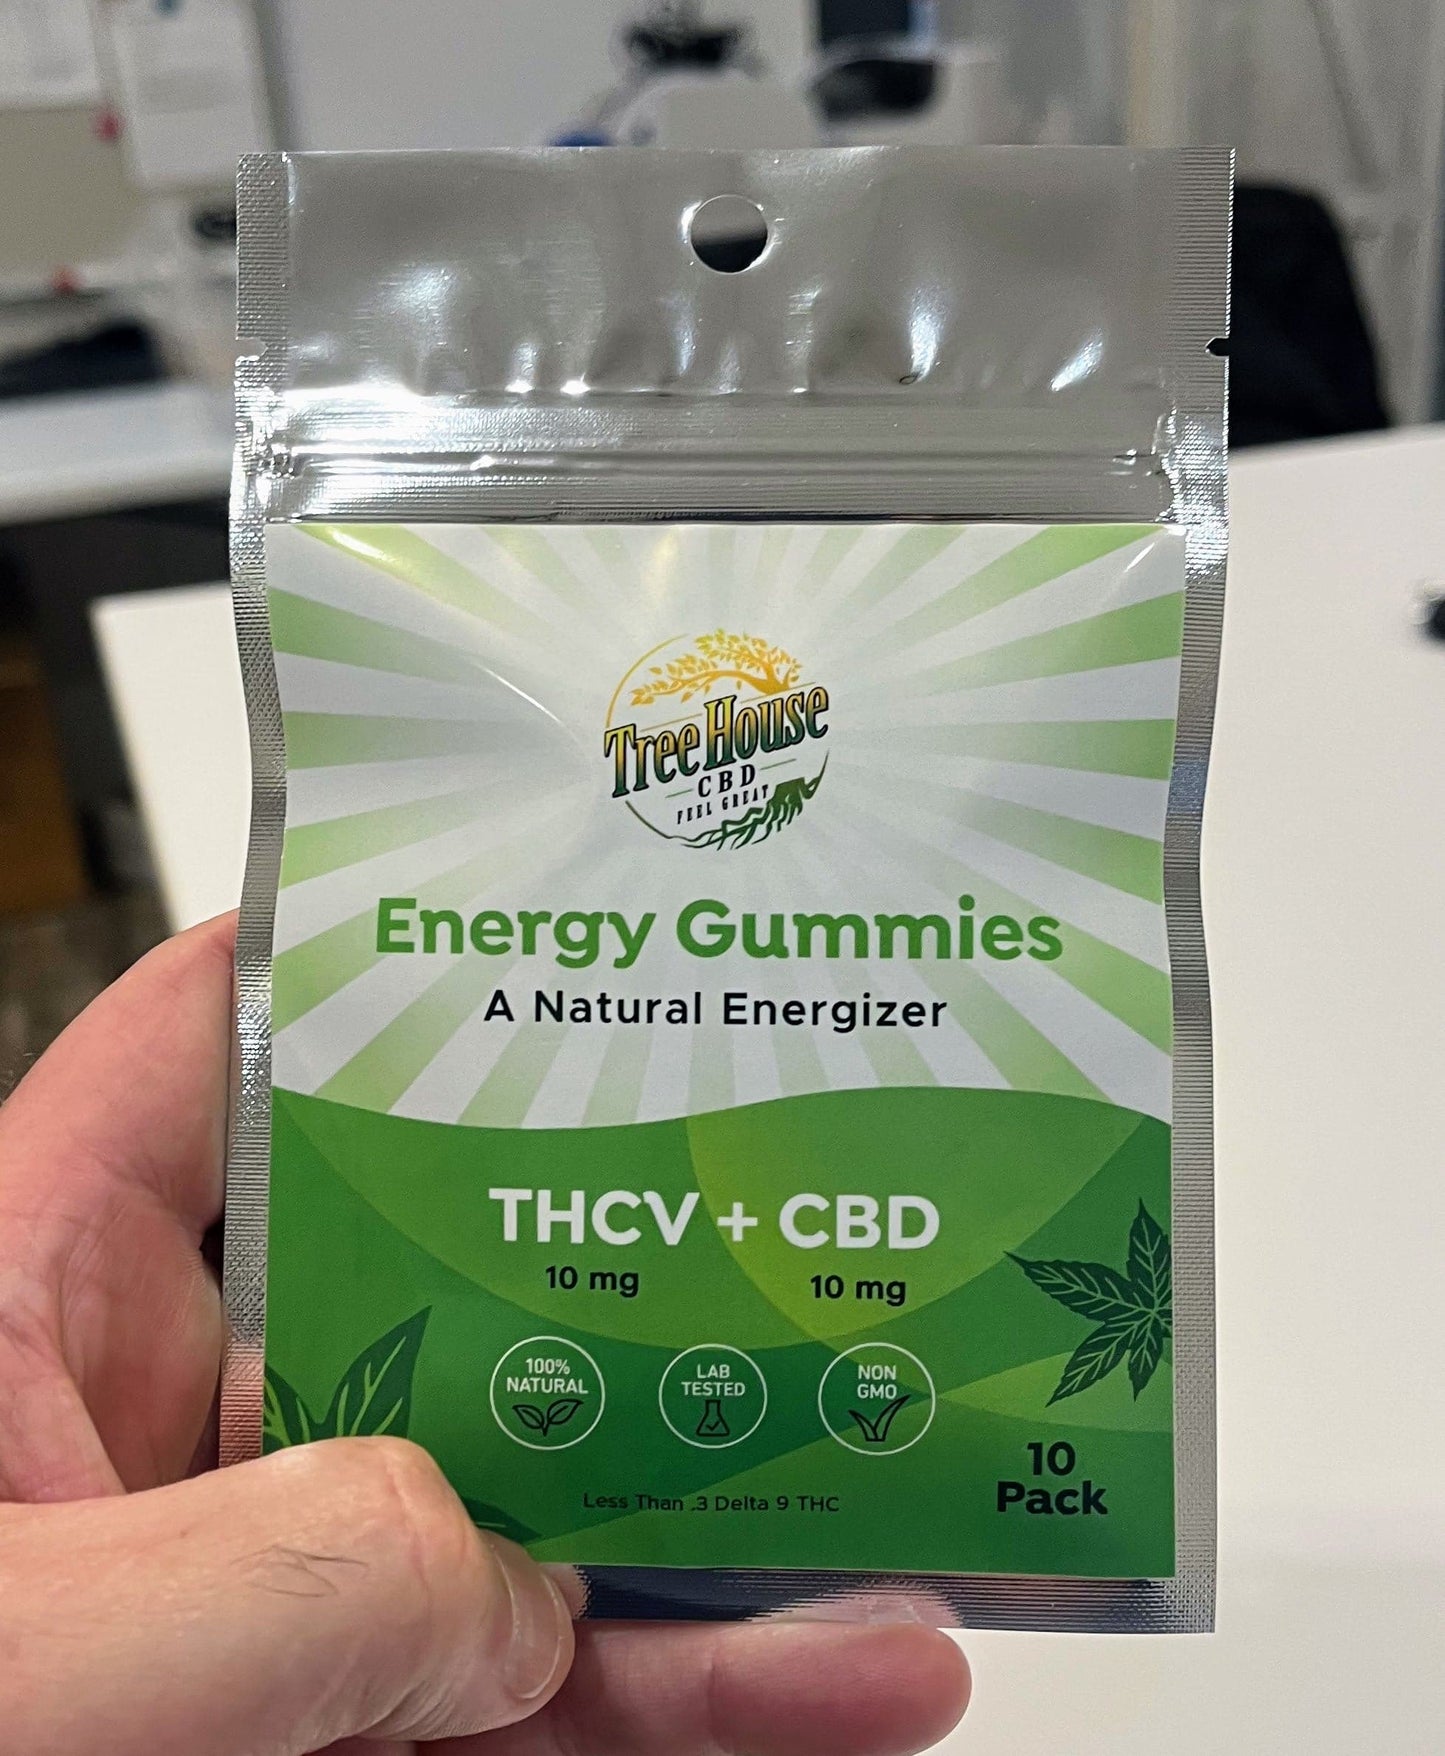 TreeHouse
CBD
FEEL GREAT
Energy Gummies
A Natural Energizer
THCV + CBD
10 mg 10 mg
100%
NATURAL
LAB
TESTED
NON
GMO
10
Pack
Less Than .3 Delta 9 THC